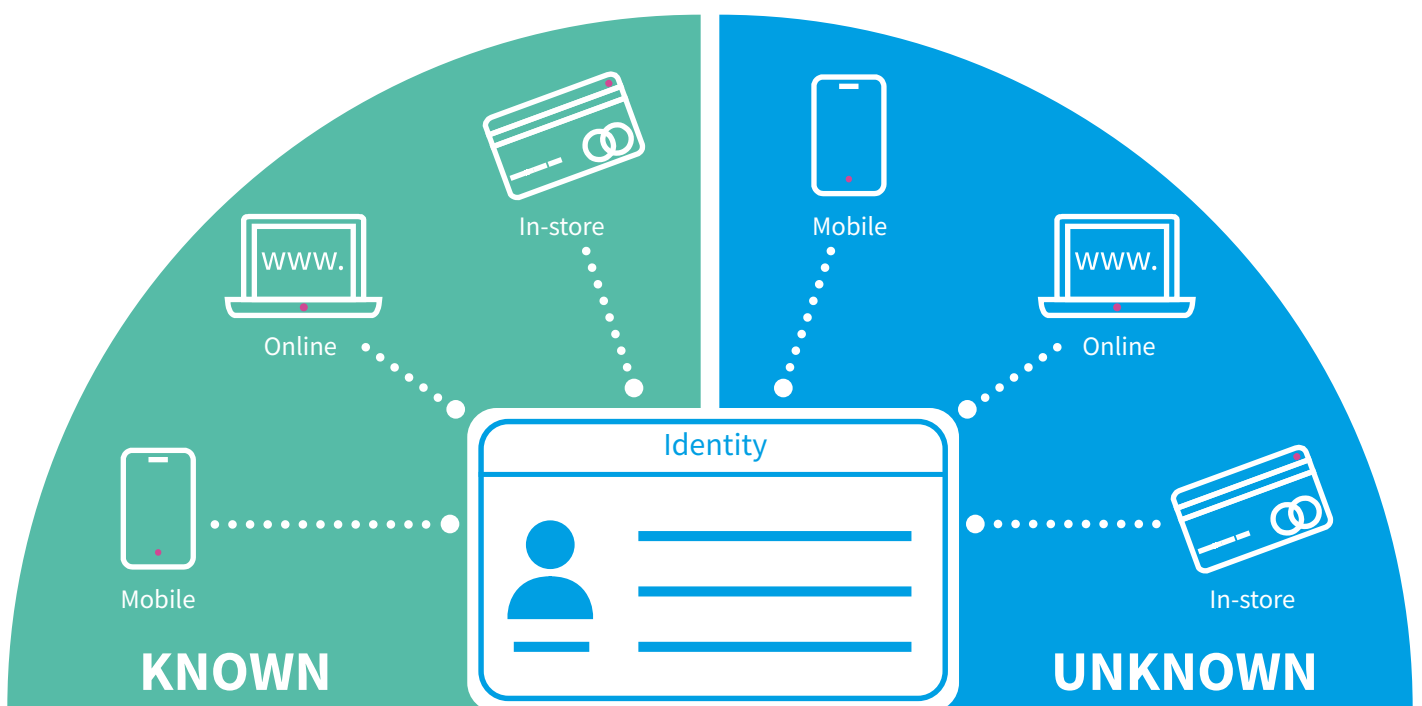 In-store
www.
Online
Mobile
KNOWN
Identity
Mobile
www.
Online
In-store
UNKNOWN